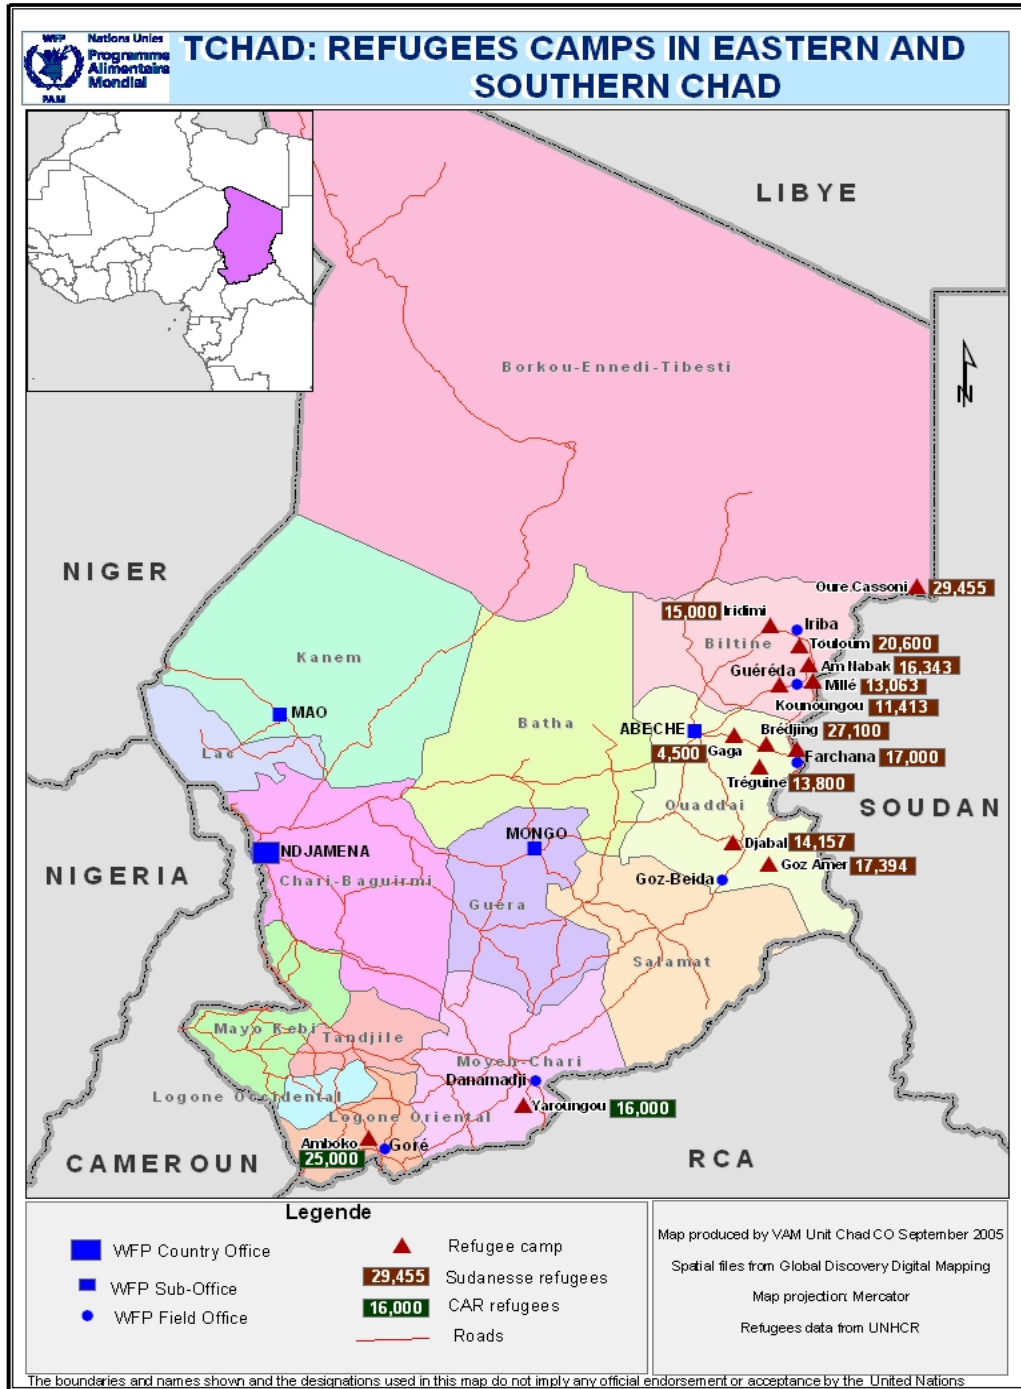 WFP
Nations Unies
Programme
Alimentaire
Mondial
PAM
TCHAD: REFUGEES CAMPS IN EASTERN AND
SOUTHERN CHAD
LIBYE
N
Borkou-Ennedi-Tibesti
NIGER
Oure Cassoni 29,455
15,000 Iridimi
Iriba
Biltine
Touloum 20,600
Kanem
Am Nabak 16,343
Guéréda
Millé 13,063
Kounoungou 11,413
MAO
Batha
ABECHE
Brédjing 27,100
4,500 Gaga
Farchana 17,000
Lac
Tréguine 13,800
Ouaddai
SOUDAN
MONGO
Djabal 14,157
NDJAMENA
Goz Amer 17,394
NIGERIA
Chari-Baguirmi
Goz-Beida
Guera
Salamat
Mayo Kebi
Tandjile
Moyen-Chari
Danamadji
Logone Occidental
Yaroungou 16,000
Logone Oriental
Amboko
Goré
25,000
CAMEROUN
RCA
Legende
WFP Country Office
WFP Sub-Office
WFP Field Office
Refugee camp
29,455 Sudanesse refugees
16,000 CAR refugees
Roads
Map produced by VAM Unit Chad CO September 2005
Spatial files from Global Discovery Digital Mapping
Map projection: Mercator
Refugees data from UNHCR
The boundaries and names shown and the designations used in this map do not imply any official endorsement or acceptance by the United Nations